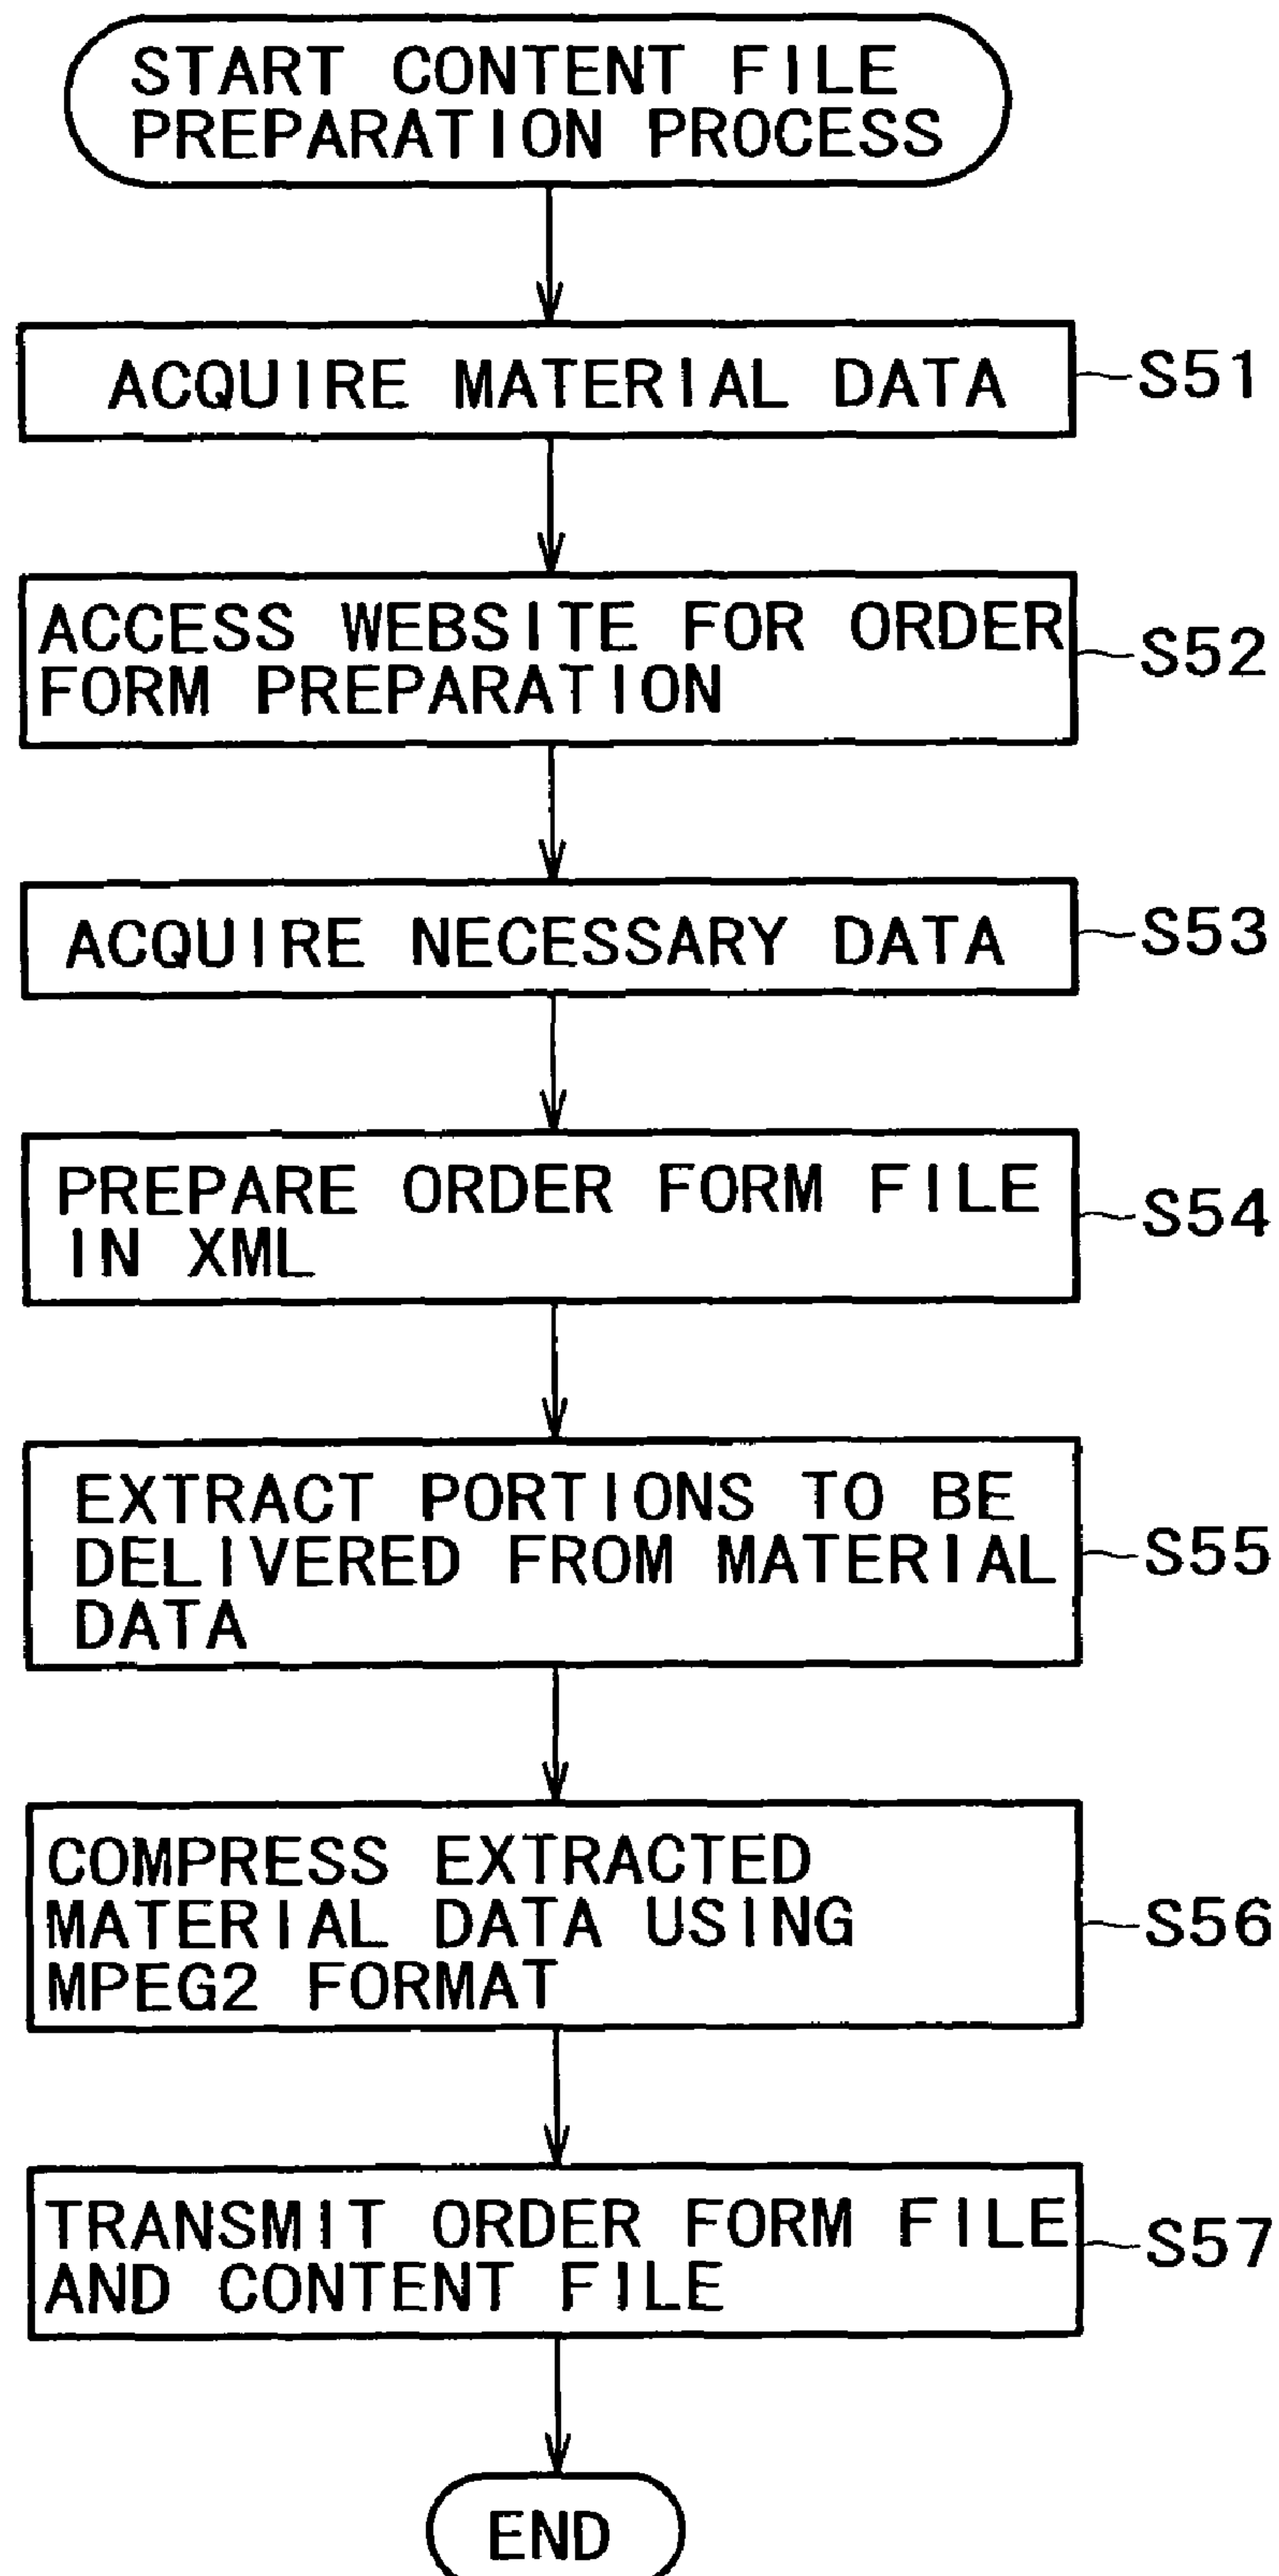 START CONTENT FILE
PREPARATION PROCESS
ACQUIRE MATERIAL DATA
S51
ACCESS WEBSITE FOR ORDER
FORM PREPARATION
S52
ACQUIRE NECESSARY DATA
S53
PREPARE ORDER FORM FILE
IN XML
S54
EXTRACT PORTIONS TO BE
DELIVERED FROM MATERIAL
DATA
S55
COMPRESS EXTRACTED
MATERIAL DATA USING
MPEG2 FORMAT
S56
TRANSMIT ORDER FORM FILE
AND CONTENT FILE
S57
END